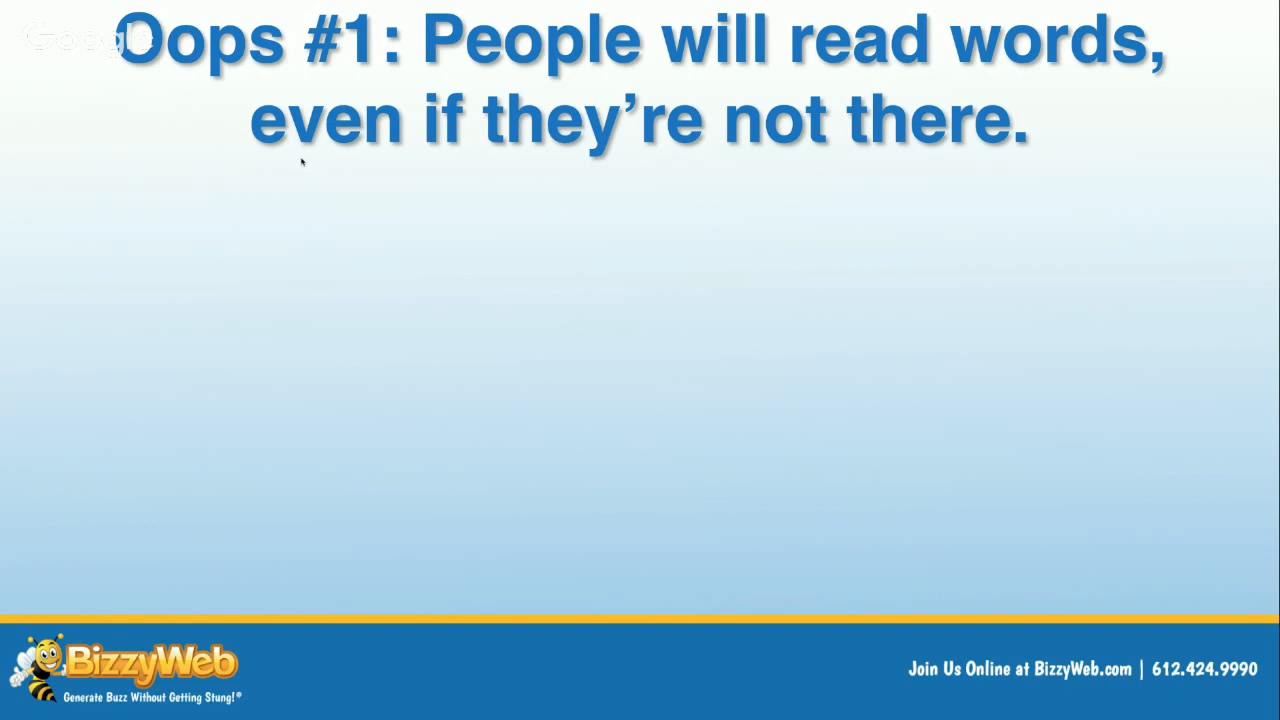 Google
Oops #1: People will read words,
even if they’re not there.
BizzyWeb
Generate Buzz Without Getting Stung!®
Join Us Online at BizzyWeb.com | 612.424.9990